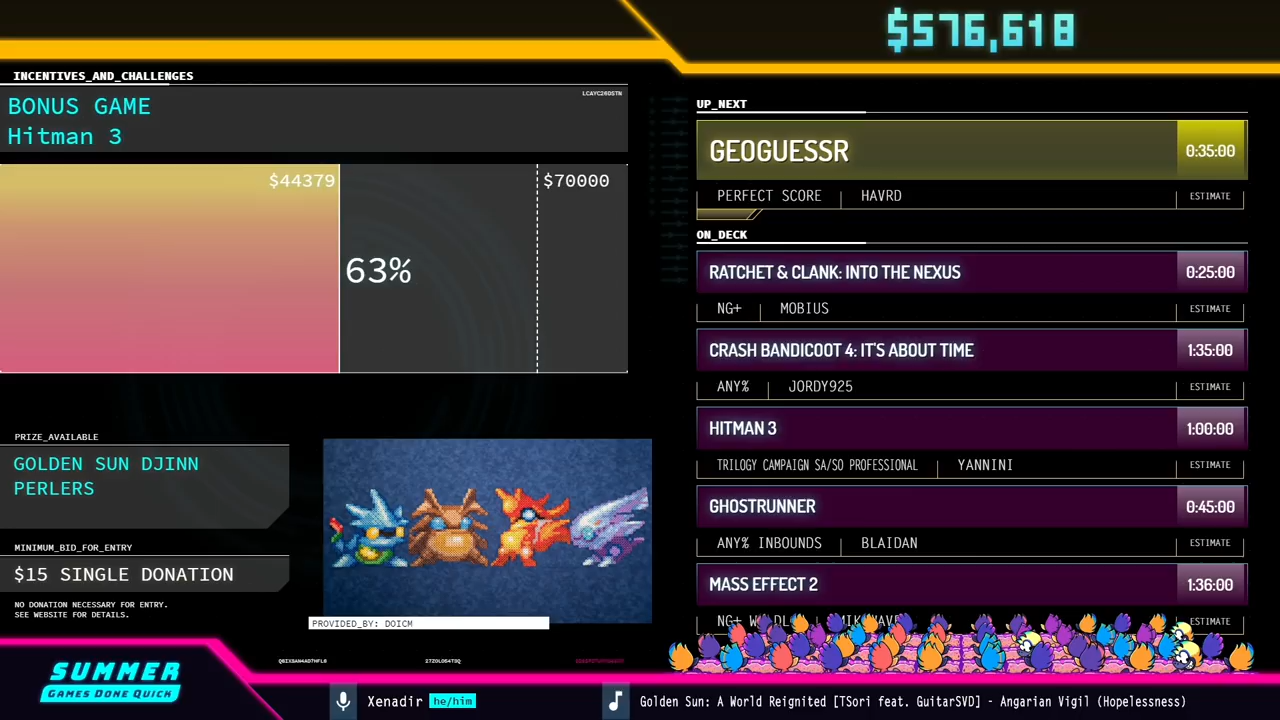 $576,618
INCENTIVES_AND_CHALLENGES
LCAYC26DSTN
BONUS GAME
Hitman 3
$44379
$70000
63%
PRIZE_AVAILABLE
GOLDEN SUN DJINN
PERLERS
MINIMUM_BID_FOR_ENTRY
$15 SINGLE DONATION
NO DONATION NECESSARY FOR ENTRY.
SEE WEBSITE FOR DETAILS.
PROVIDED_BY: DOICM
UP_NEXT
GEOGUESSR
0:35:00
PERFECT SCORE HAVRD ESTIMATE
ON_DECK
RATCHET & CLANK: INTO THE NEXUS 0:25:00
NG+ MOBIUS ESTIMATE
CRASH BANDICOOT 4: IT'S ABOUT TIME 1:35:00
ANY% JORDY925 ESTIMATE
HITMAN 3 1:00:00
TRILOGY CAMPAIGN SA/SO PROFESSIONAL YANNINI ESTIMATE
GHOSTRUNNER 0:45:00
ANY% INBOUNDS BLAIDAN ESTIMATE
MASS EFFECT 2 1:36:00
NG+ ESTIMATE
SUMMER
GAMES DONE QUICK
Xenadir he/him
Golden Sun: A World Reignited [TSori feat. GuitarSVD] - Angarian Vigil (Hopelessness)